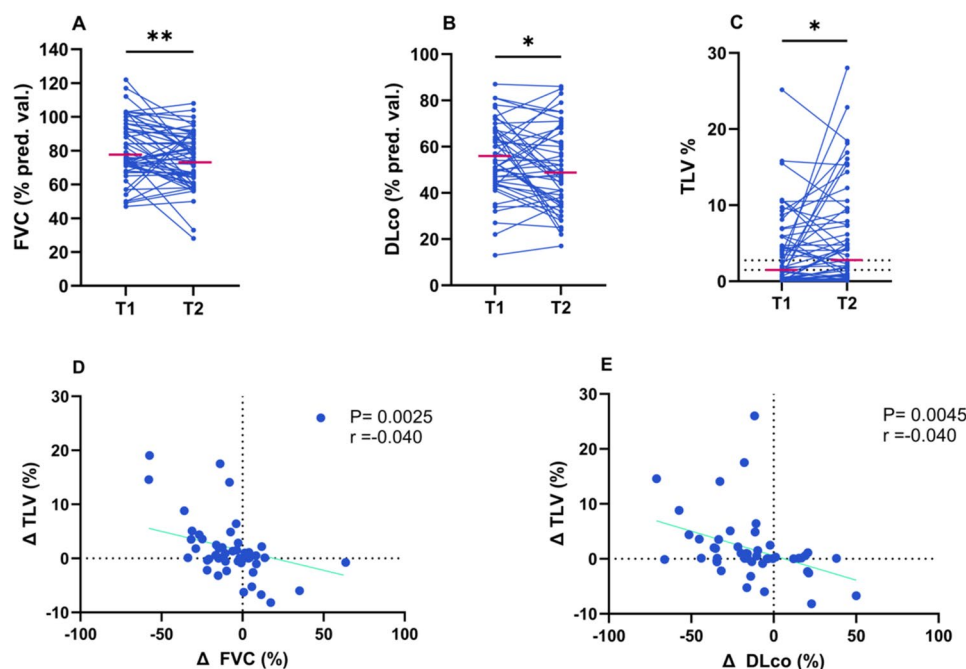 A
**
FVC (% pred. val.)
140
120
100
80
60
40
20
0
T1 T2
B
*
DLco (% pred. val.)
100
80
60
40
20
0
T1 T2
C
*
TLV %
30
20
10
0
T1 T2
D
Δ TLV (%)
30
20
10
0
-10
-100 -50 0 50 100
Δ FVC (%)
P= 0.0025
r =-0.040
E
Δ TLV (%)
30
20
10
0
-10
-100 -50 0 50 100
Δ DLco (%)
P= 0.0045
r =-0.040